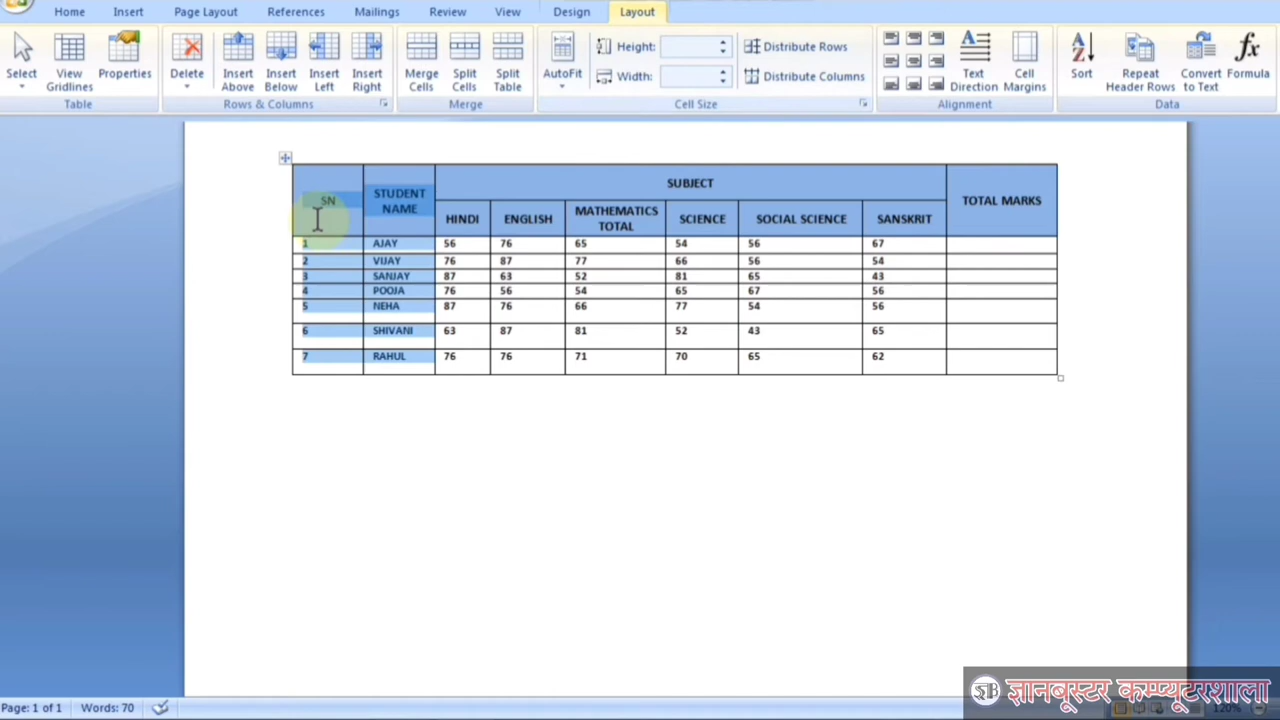 Home Insert Page Layout References Mailings Review View Design Layout
Select View Gridlines Properties
Table
Delete Insert Above Insert Below Insert Left Insert Right
Rows & Columns
Merge Cells Split Cells Split Table
Merge
AutoFit
Height: Distribute Rows
Width: Distribute Columns
Cell Size
Text Direction Cell Margins
Alignment
Sort Repeat Header Rows Convert to Text Formula
Data
SN STUDENT NAME SUBJECT TOTAL MARKS
HINDI ENGLISH MATHEMATICS TOTAL SCIENCE SOCIAL SCIENCE SANSKRIT
1 AJAY 56 76 65 54 56 67
2 VIJAY 76 87 77 66 56 54
3 SANJAY 87 63 52 81 65 43
4 POOJA 76 56 54 65 67 56
5 NEHA 87 76 66 77 54 56
6 SHIVANI 63 87 81 52 43 65
7 RAHUL 76 76 71 70 65 62
ज्ञानबूस्टर कम्प्यूटरशाला
Page: 1 of 1 Words: 70 120%